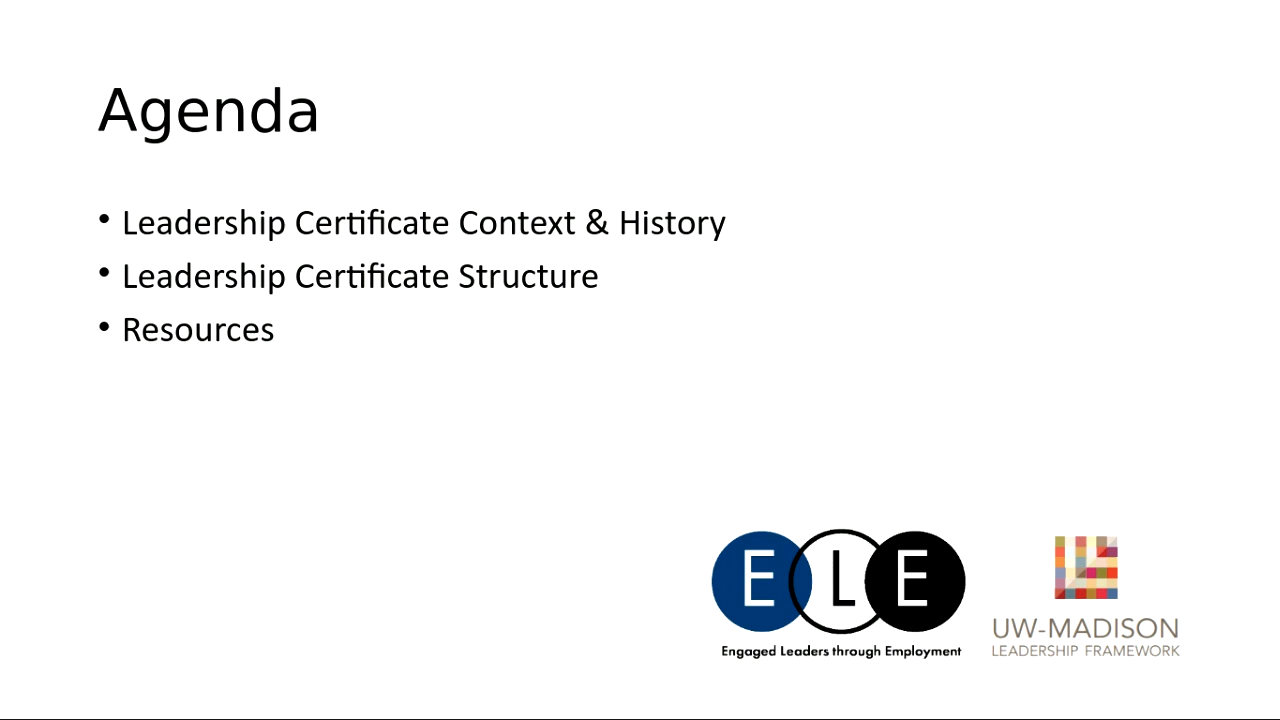 Agenda
• Leadership Certificate Context & History
• Leadership Certificate Structure
• Resources
E L E
Engaged Leaders through Employment
UW-MADISON
LEADERSHIP FRAMEWORK